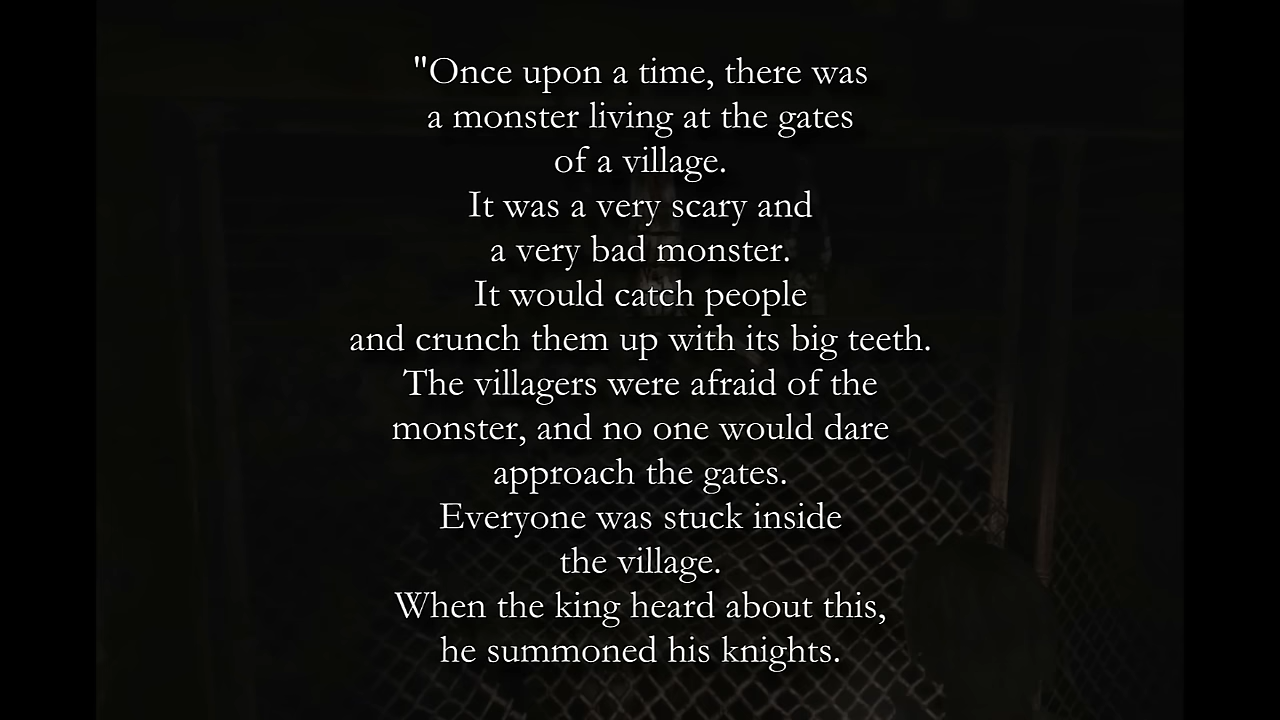 "Once upon a time, there was
a monster living at the gates
of a village.
It was a very scary and
a very bad monster.
It would catch people
and crunch them up with its big teeth.
The villagers were afraid of the
monster, and no one would dare
approach the gates.
Everyone was stuck inside
the village.
When the king heard about this,
he summoned his knights.